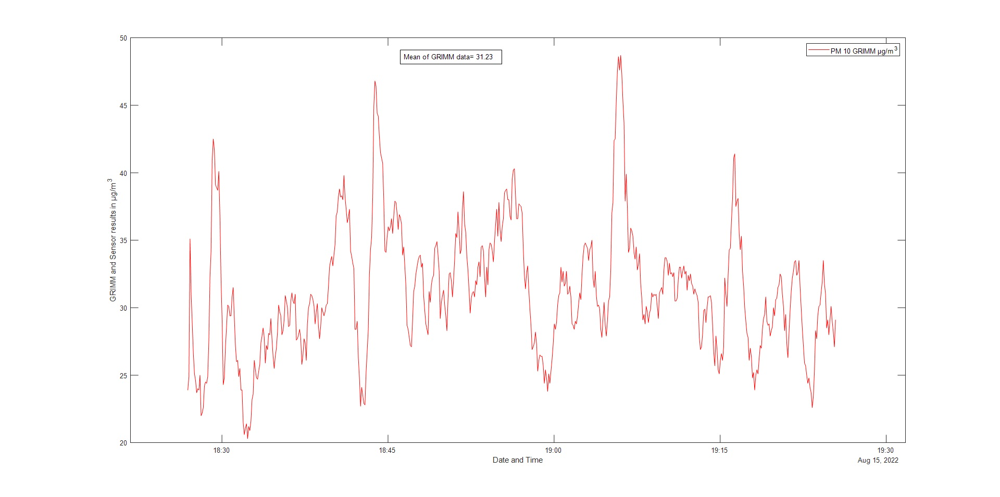 50
Mean of GRIMM data= 31.23
PM 10 GRIMM µg/m³
45
40
GRIMM and Sensor results in µg/m³
35
30
25
20
18:30 18:45 19:00 19:15 19:30
Date and Time
Aug 15, 2022